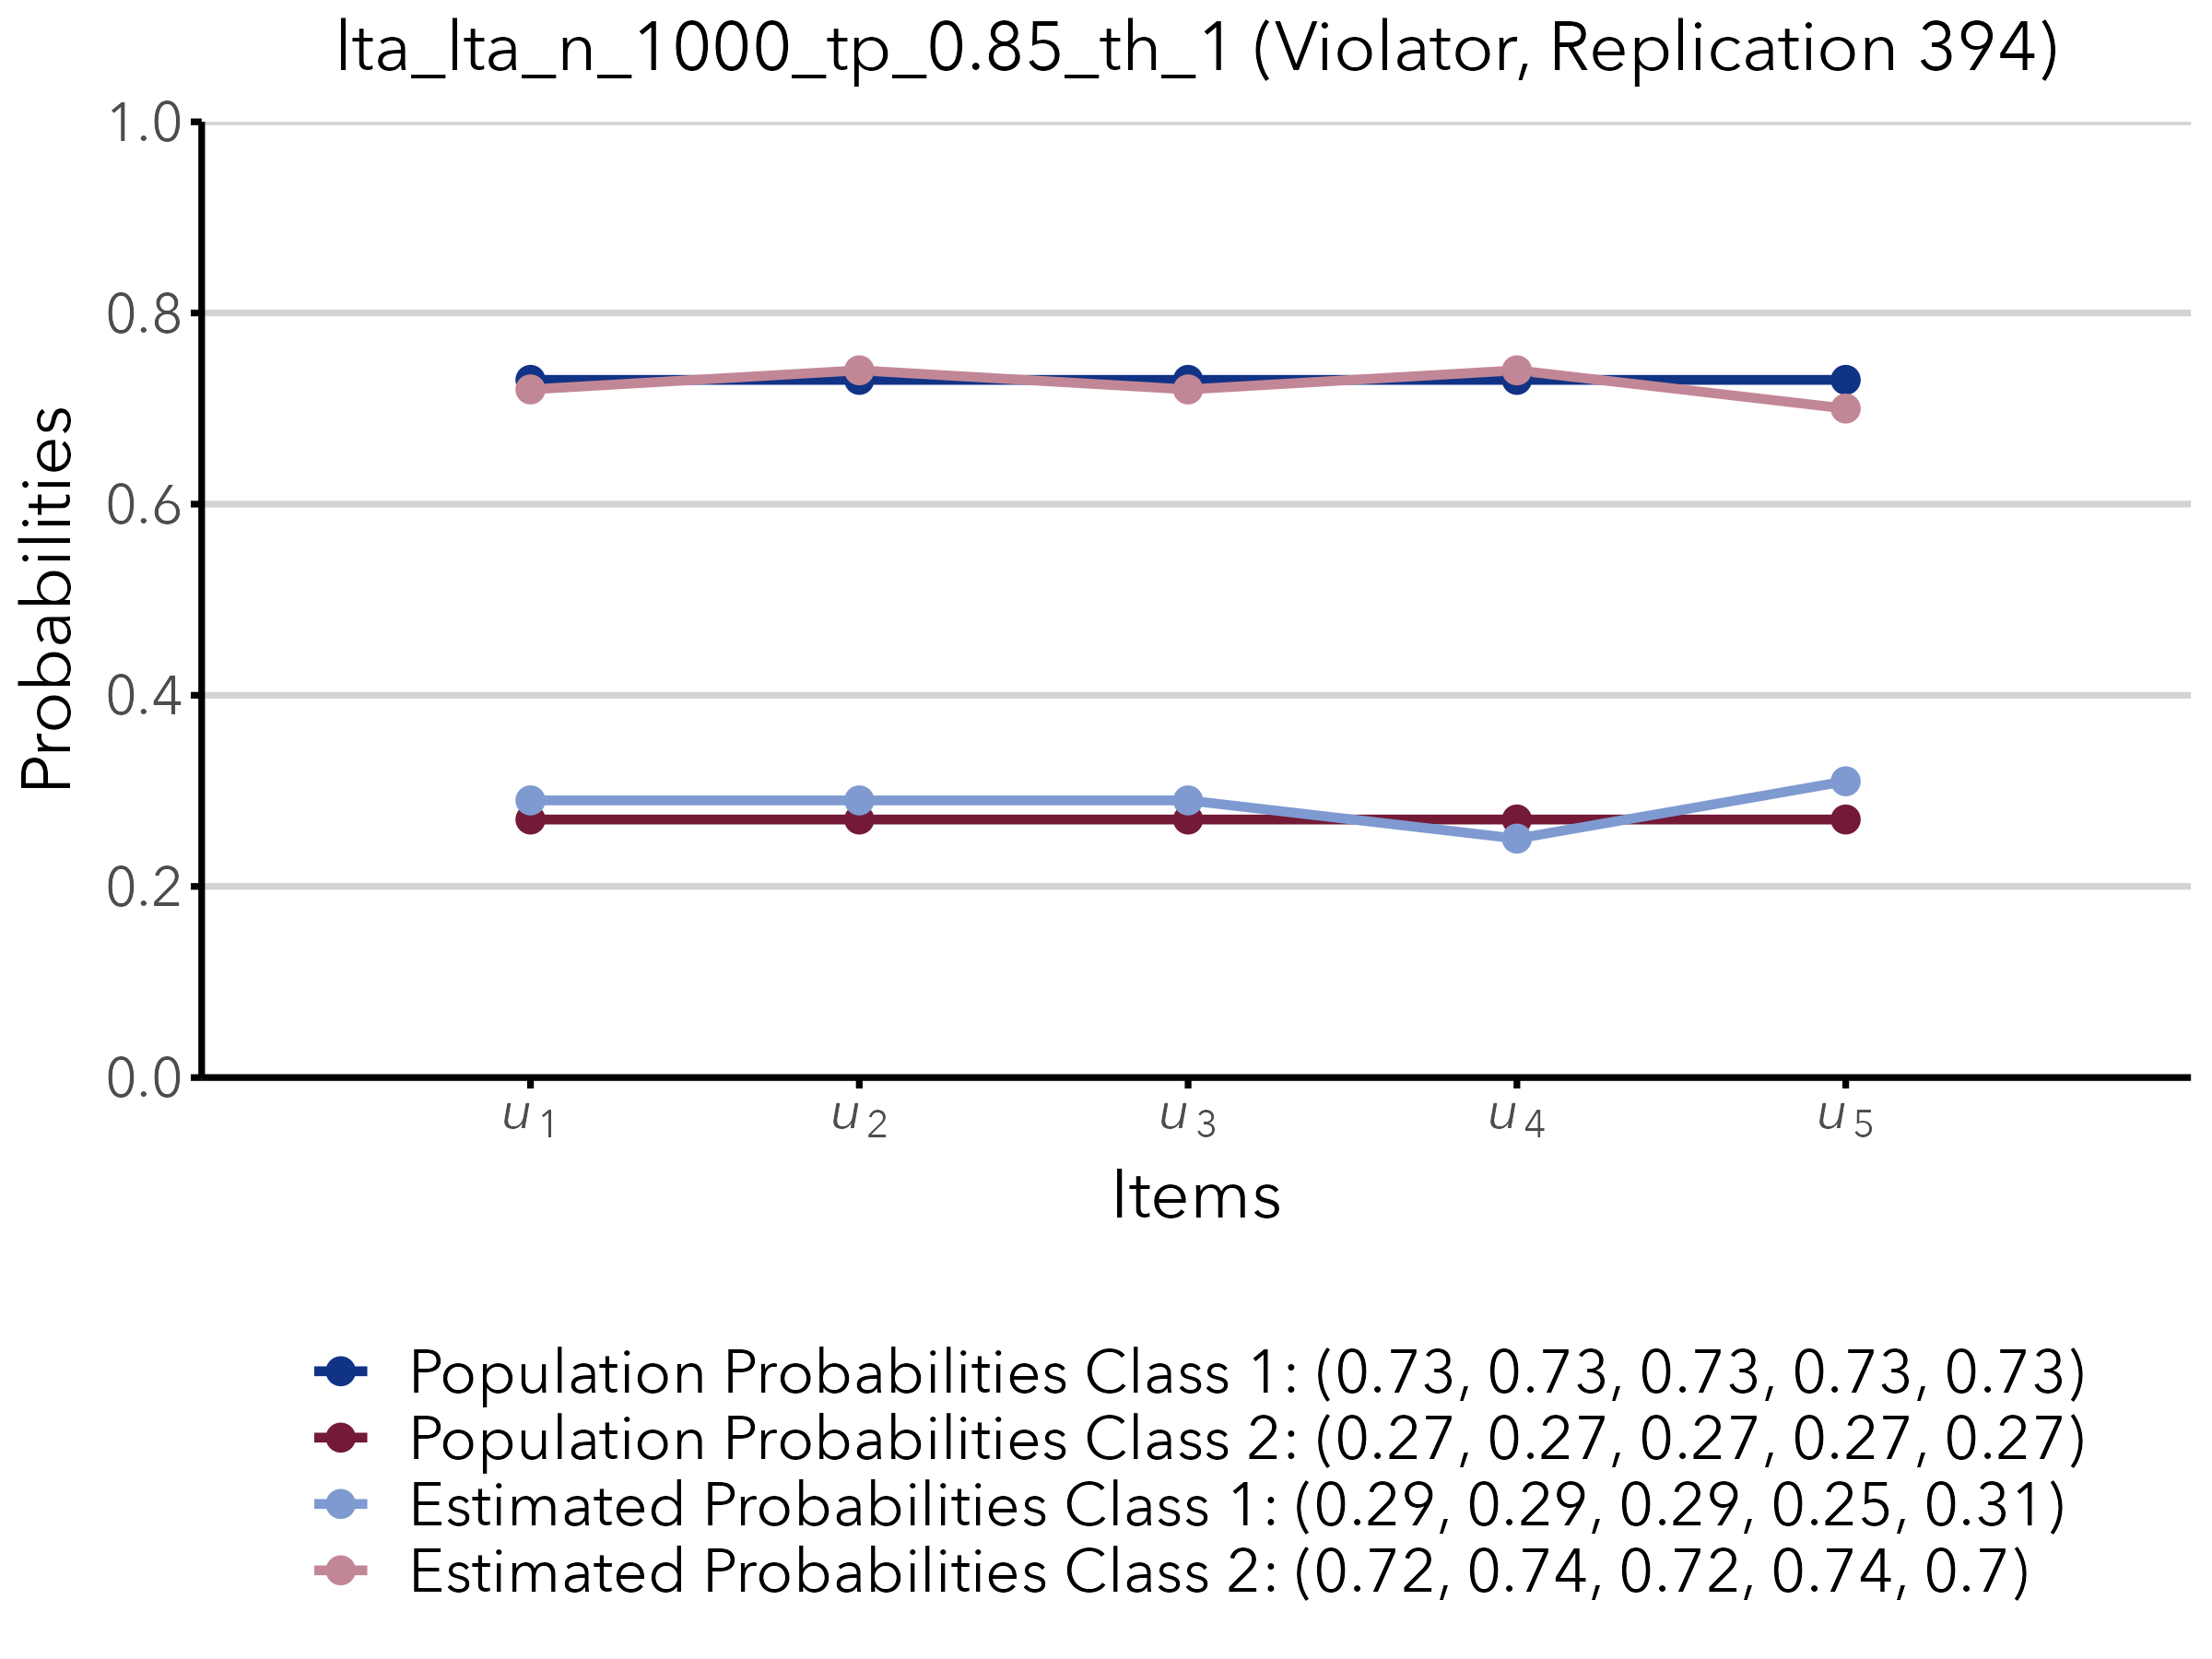 lta_lta_n_1000_tp_0.85_th_1 (Violator, Replication 394)
1.0
0.8
0.6
0.4
0.2
0.0
Probabilities
u1 u2 u3 u4 u5
Items
Population Probabilities Class 1: (0.73, 0.73, 0.73, 0.73, 0.73)
Population Probabilities Class 2: (0.27, 0.27, 0.27, 0.27, 0.27)
Estimated Probabilities Class 1: (0.29, 0.29, 0.29, 0.25, 0.31)
Estimated Probabilities Class 2: (0.72, 0.74, 0.72, 0.74, 0.7)